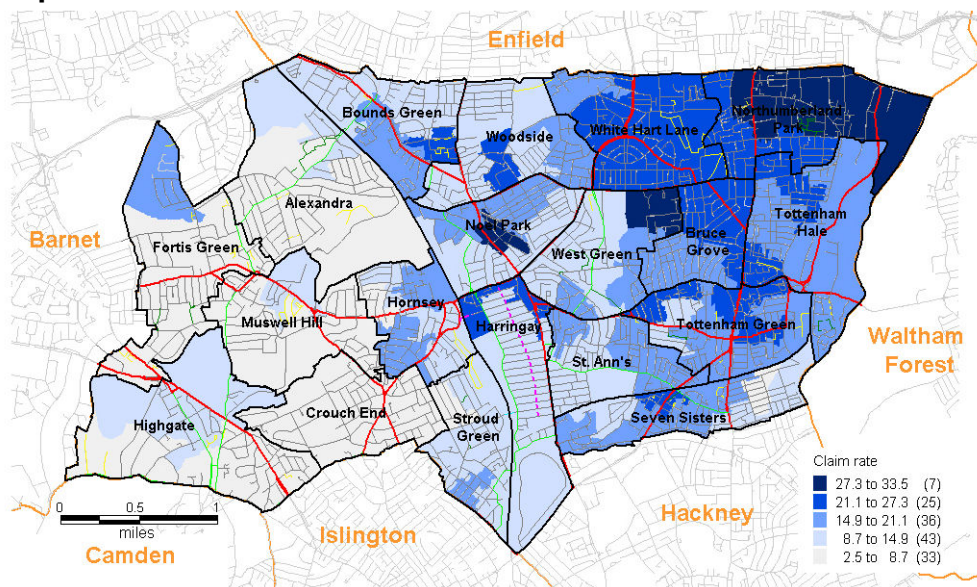 Enfield
Bounds Green
Woodside
White Hart Lane
Northumberland
Park
Alexandra
Noel Park
Tottenham
Hale
Barnet
Fortis Green
West Green
Bruce
Grove
Hornsey
Muswell Hill
Harringay
Tottenham Green
Waltham
Forest
St. Ann's
Crouch End
Stroud
Green
Seven Sisters
Highgate
Claim rate
27.3 to 33.5 (7)
21.1 to 27.3 (25)
14.9 to 21.1 (36)
8.7 to 14.9 (43)
2.5 to 8.7 (33)
0 0.5 1
miles
Hackney
Islington
Camden